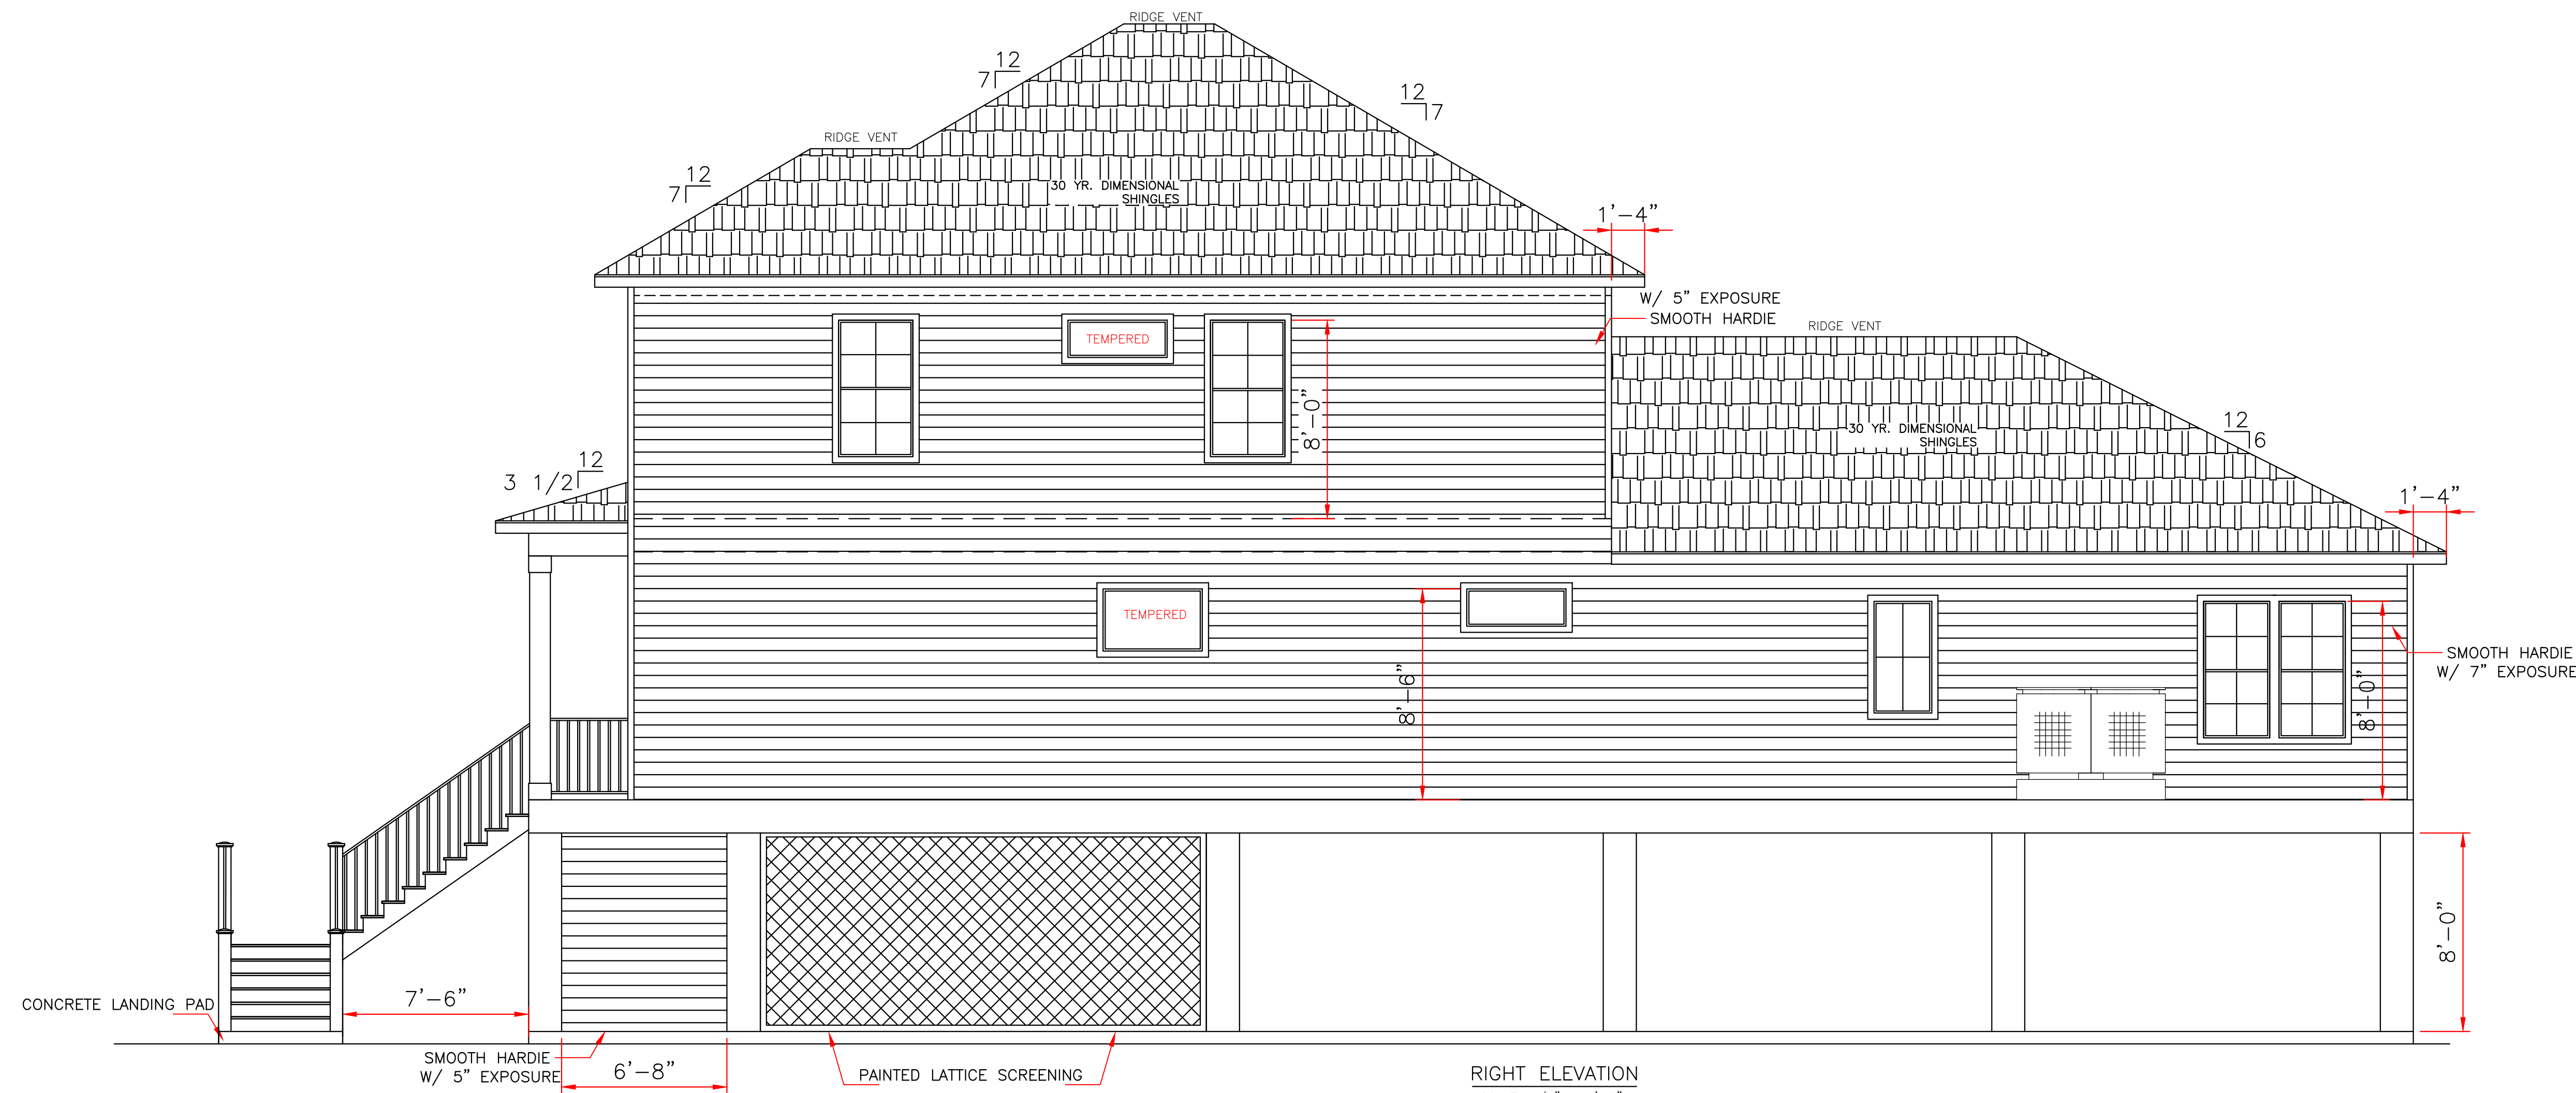 RIDGE VENT
12
7
12
7
RIDGE VENT
12
7
30 YR. DIMENSIONAL
SHINGLES
1'-4"
W/ 5" EXPOSURE
SMOOTH HARDIE
RIDGE VENT
TEMPERED
8'-0"
30 YR. DIMENSIONAL
SHINGLES
12
6
3 1/2
12
1'-4"
TEMPERED
8'-6"
8'-0"
SMOOTH HARDIE
W/ 7" EXPOSURE
8'-0"
CONCRETE LANDING PAD
7'-6"
SMOOTH HARDIE
W/ 5" EXPOSURE
6'-8"
PAINTED LATTICE SCREENING
RIGHT ELEVATION